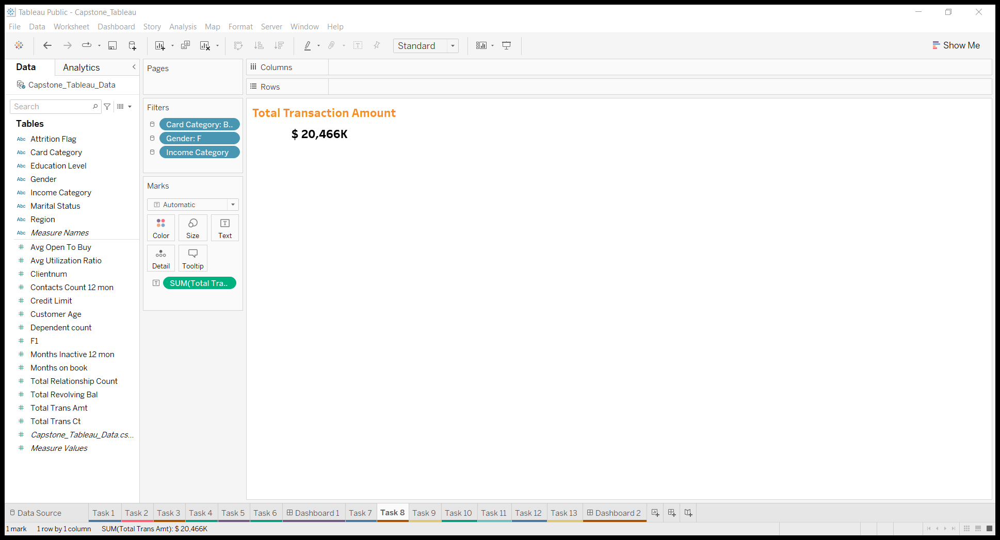 Tableau Public - Capstone_Tableau
File Data Worksheet Dashboard Story Analysis Map Format Server Window Help
Standard
Show Me
Data Analytics
Capstone_Tableau_Data
Search
Tables
Abc Attrition Flag
Abc Card Category
Abc Education Level
Abc Gender
Abc Income Category
Abc Marital Status
Abc Region
Abc Measure Names
# Avg Open To Buy
# Avg Utilization Ratio
# Clientnum
# Contacts Count 12 mon
# Credit Limit
# Customer Age
# Dependent count
# F1
# Months Inactive 12 mon
# Months on book
# Total Relationship Count
# Total Revolving Bal
# Total Trans Amt
# Total Trans Ct
# Capstone_Tableau_Data.cs...
# Measure Values
Pages
Filters
Card Category: B..
Gender: F
Income Category
Marks
T Automatic
Color Size T Text
Detail Tooltip
T SUM(Total Tra..
Columns
Rows
Total Transaction Amount
$ 20,466K
Data Source Task 1 Task 2 Task 3 Task 4 Task 5 Task 6 Dashboard 1 Task 7 Task 8 Task 9 Task 10 Task 11 Task 12 Task 13 Dashboard 2
1 mark 1 row by 1 column SUM(Total Trans Amt): $ 20,466K